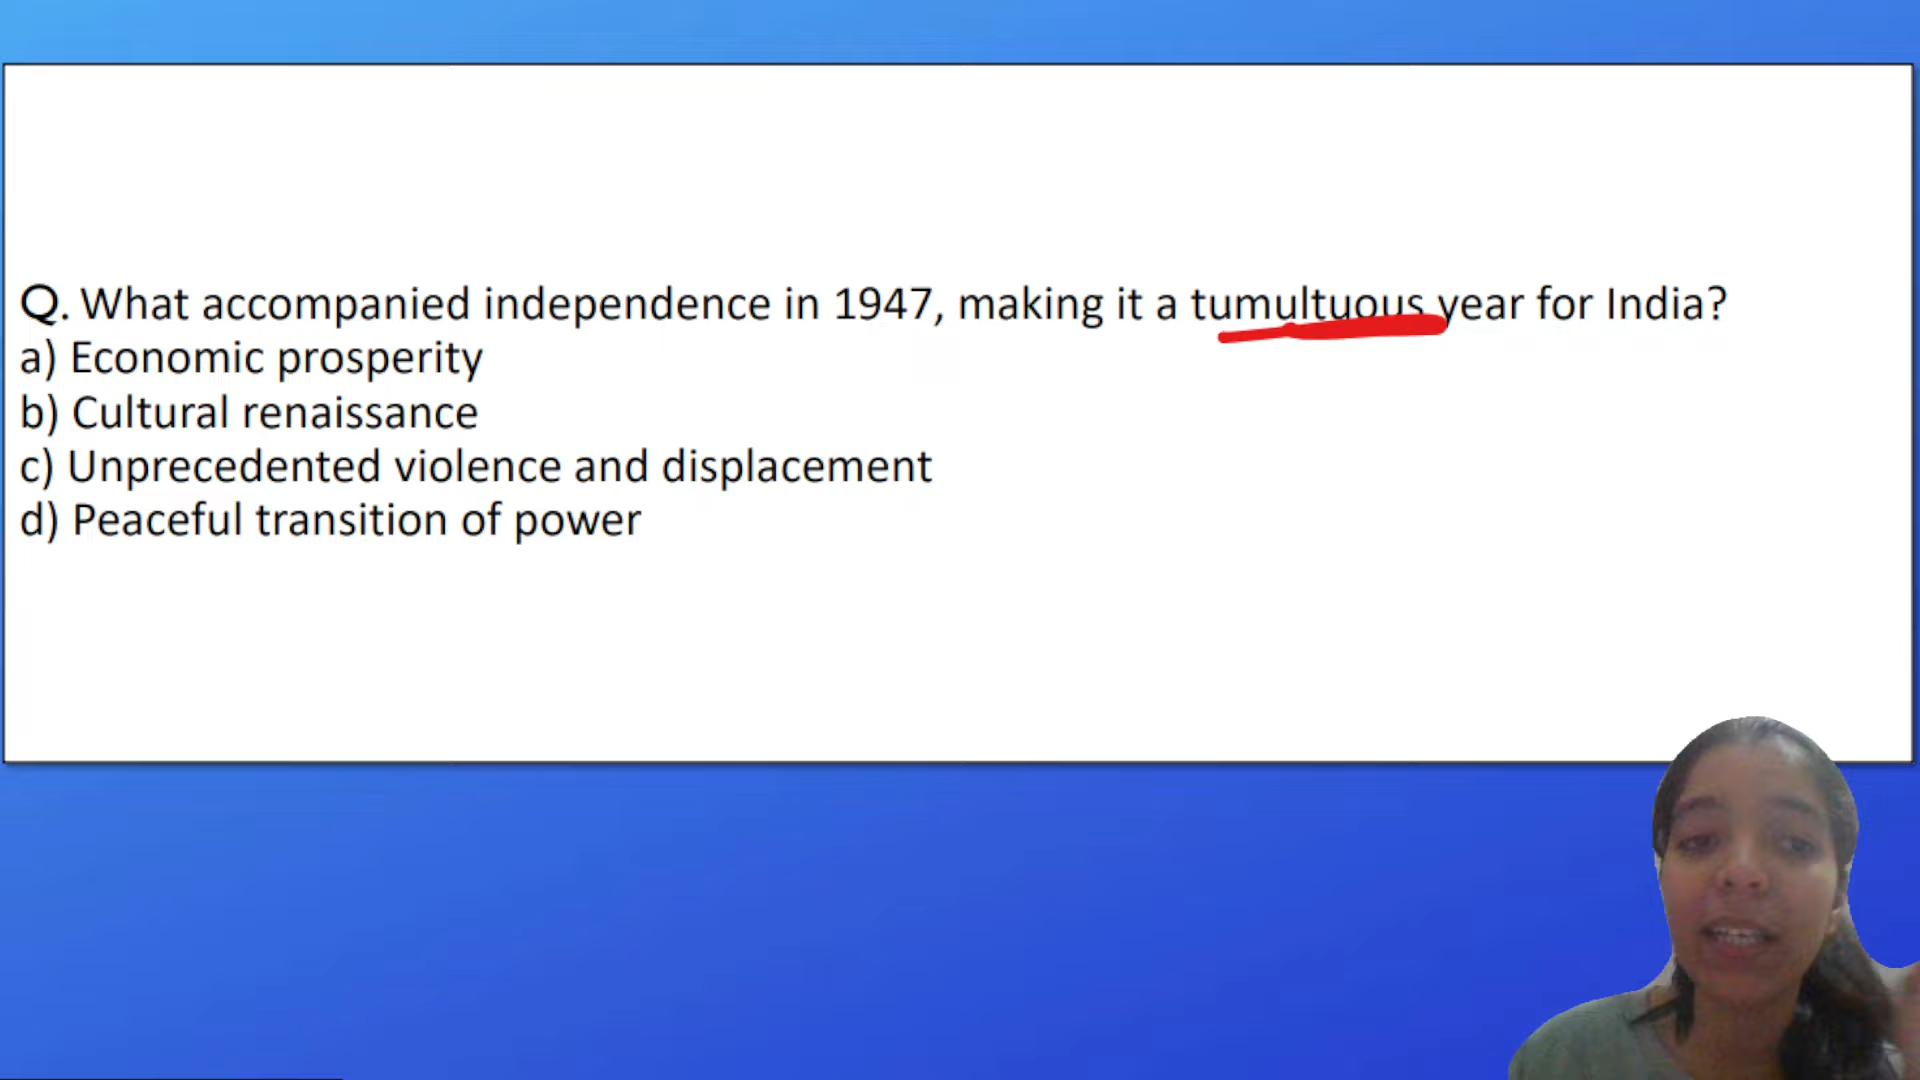 Q. What accompanied independence in 1947, making it a tumultuous year for India?
a) Economic prosperity
b) Cultural renaissance
c) Unprecedented violence and displacement
d) Peaceful transition of power